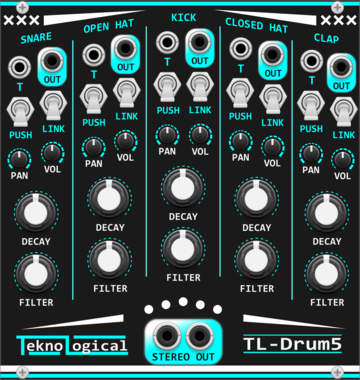 SNARE
T
OUT
PUSH
LINK
PAN
VOL
DECAY
FILTER
OPEN HAT
T
OUT
PUSH
LINK
PAN
VOL
DECAY
FILTER
KICK
T
OUT
PUSH
LINK
PAN
VOL
DECAY
FILTER
CLOSED HAT
T
OUT
PUSH
LINK
PAN
VOL
DECAY
FILTER
CLAP
T
OUT
PUSH
LINK
PAN
VOL
DECAY
FILTER
TeknoLogical
STEREO OUT
TL-Drum5